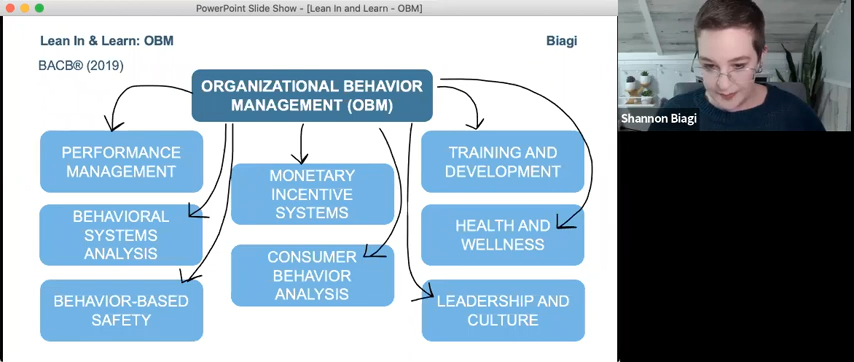 PowerPoint Slide Show - [Lean In and Learn - OBM]
Lean In & Learn: OBM
Biagi
BACB® (2019)
ORGANIZATIONAL BEHAVIOR
MANAGEMENT (OBM)
PERFORMANCE
MANAGEMENT
BEHAVIORAL
SYSTEMS
ANALYSIS
BEHAVIOR-BASED
SAFETY
MONETARY
INCENTIVE
SYSTEMS
CONSUMER
BEHAVIOR
ANALYSIS
TRAINING AND
DEVELOPMENT
HEALTH AND
WELLNESS
LEADERSHIP AND
CULTURE
Shannon Biagi